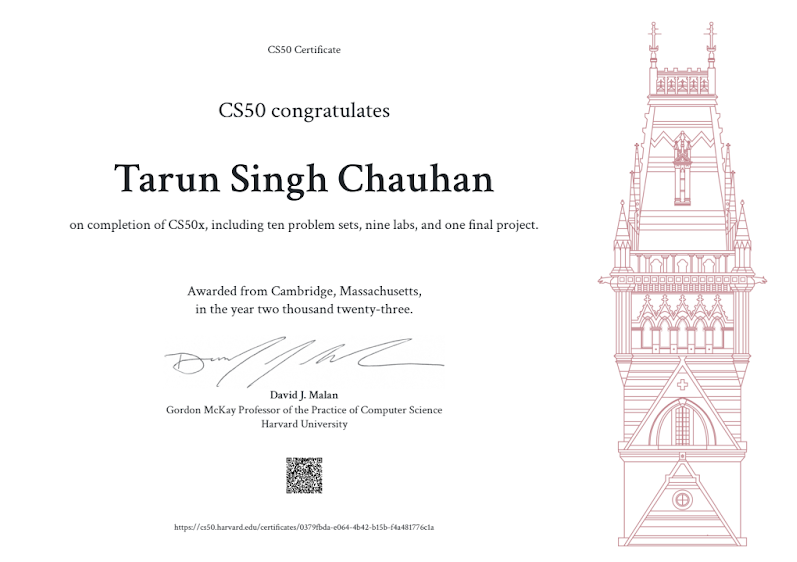 CS50 Certificate
CS50 congratulates
Tarun Singh Chauhan
on completion of CS50x, including ten problem sets, nine labs, and one final project.
Awarded from Cambridge, Massachusetts,
in the year two thousand twenty-three.
David J. Malan
Gordon McKay Professor of the Practice of Computer Science
Harvard University
https://cs50.harvard.edu/certificates/0379fbda-e064-4b42-b15b-f4a481776c1a